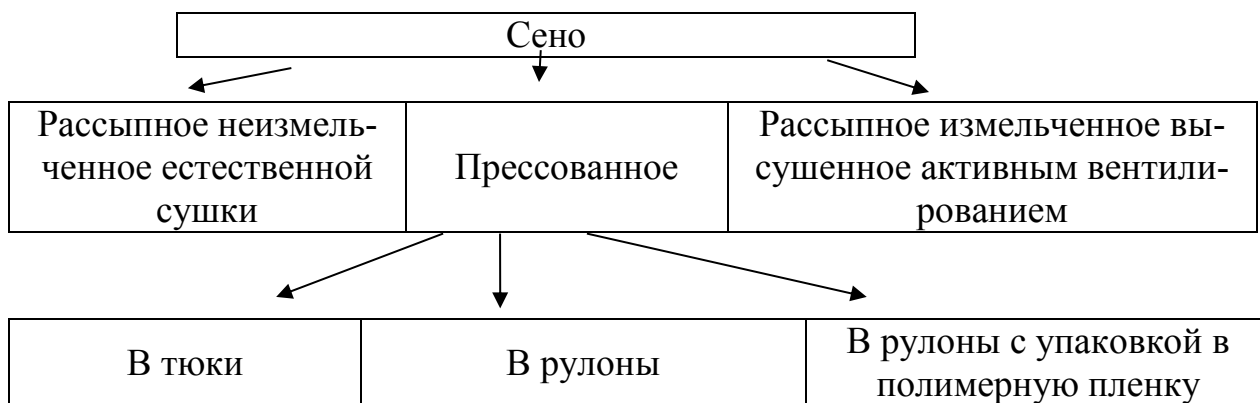 Сено
Рассыпное неизмель-
ченное естественной
сушки
Прессованное
Рассыпное измельченное вы-
сушенное активным вентили-
рованием
В тюки
В рулоны
В рулоны с упаковкой в
полимерную пленку